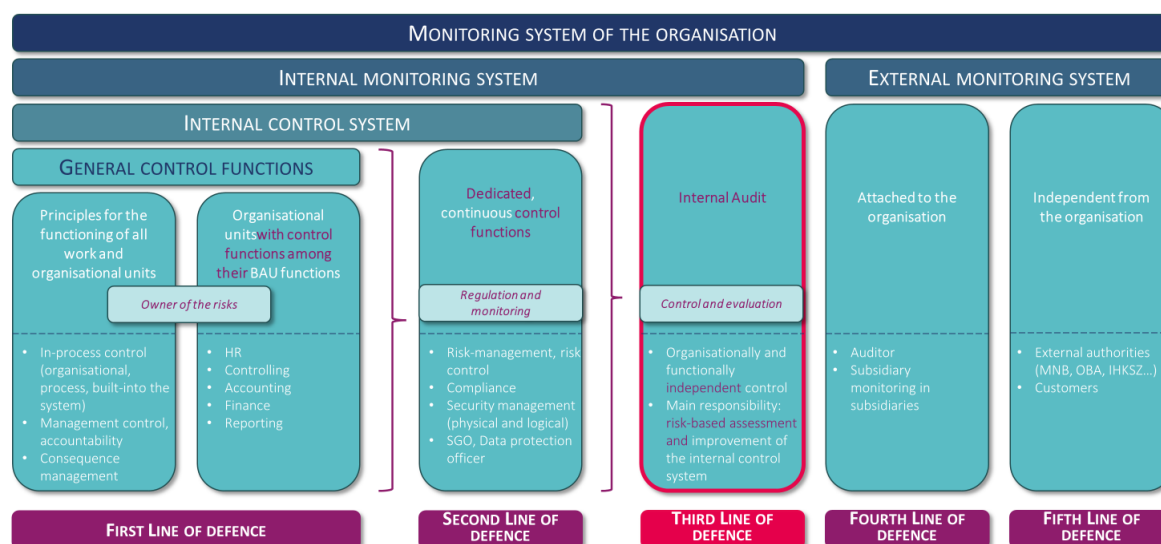 MONITORING SYSTEM OF THE ORGANISATION
INTERNAL MONITORING SYSTEM
EXTERNAL MONITORING SYSTEM
INTERNAL CONTROL SYSTEM
GENERAL CONTROL FUNCTIONS
Principles for the
functioning of all
work and
organisational units
Owner of the risks
• In-process control
(organisational,
process, built-into the
system)
• Management control,
accountability
• Consequence
management
Organisational
unitswith control
functions among
their BAU functions
• HR
• Controlling
• Accounting
• Finance
• Reporting
FIRST LINE OF DEFENCE
Dedicated,
continuous control
functions
Regulation and
monitoring
• Risk-management, risk
control
• Compliance
• Security management
(physical and logical)
• SGO, Data protection
officer
SECOND LINE OF
DEFENCE
Internal Audit
Control and evaluation
• Organisationally and
functionally
independent control
• Main responsibility:
risk-based assessment
and improvement of
the internal control
system
THIRD LINE OF
DEFENCE
Attached to the
organisation
• Auditor
• Subsidiary
monitoring in
subsidiaries
FOURTH LINE OF
DEFENCE
Independent from
the organisation
• External authorities
(MNB, OBA, IHKSZ...)
• Customers
FIFTH LINE OF
DEFENCE